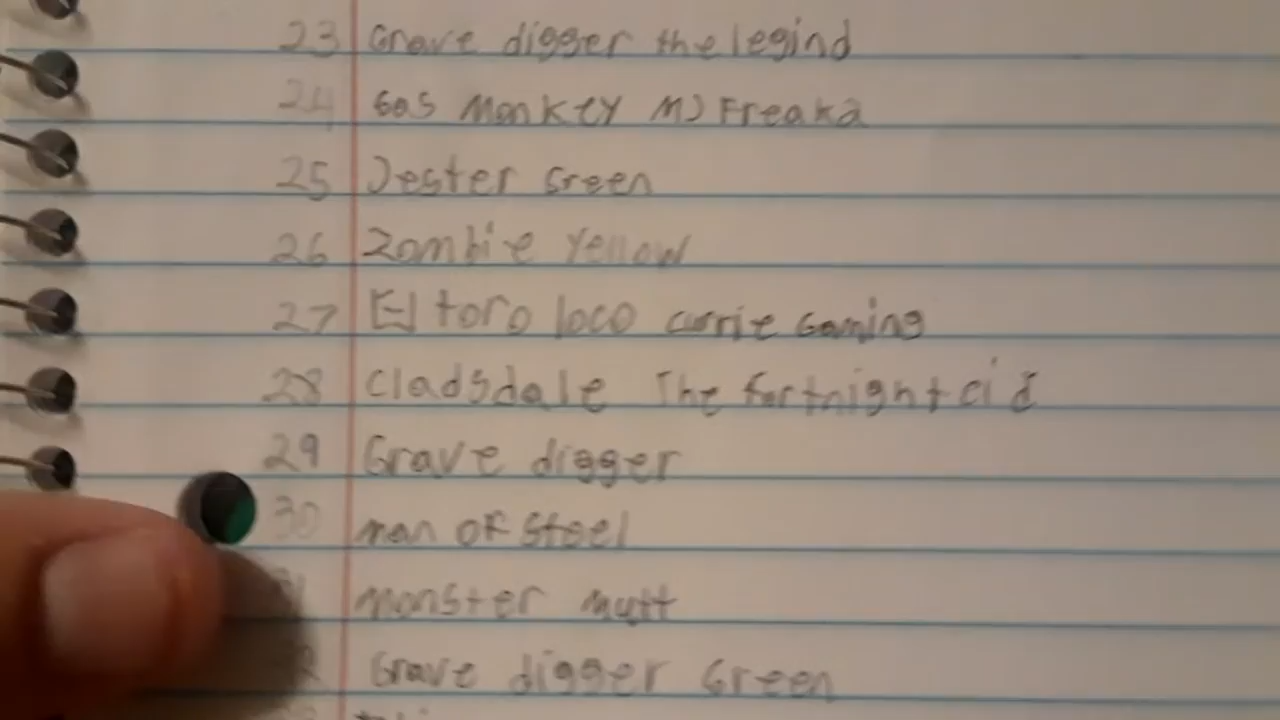 23 Grave digger the legind
24 Gas Monkey MJ Freaka
25 Jester Green
26 Zombie Yellow
27 El toro loco currie Gaming
28 Cladsdale The fortnight
29 Grave digger
30 man OF Steel
monster mutt
Grave digger Green